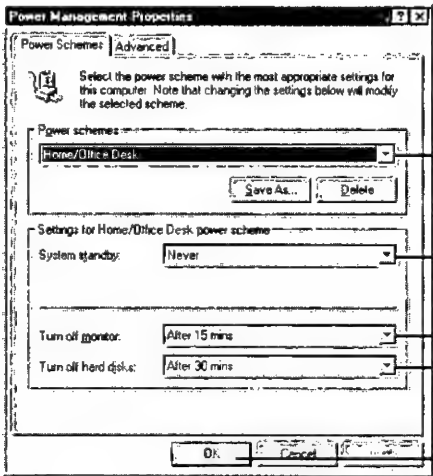 Power Management Properties
Power Schemes Advanced
Select the power scheme with the most appropriate settings for
this computer. Note that changing the settings below will modify
the selected scheme.
Power schemes
Home/Office Desk
Save As... Delete
Settings for Home/Office Desk power scheme
System standby: Never
Turn off monitor: After 15 mins
Turn off hard disks: After 30 mins
OK Cancel